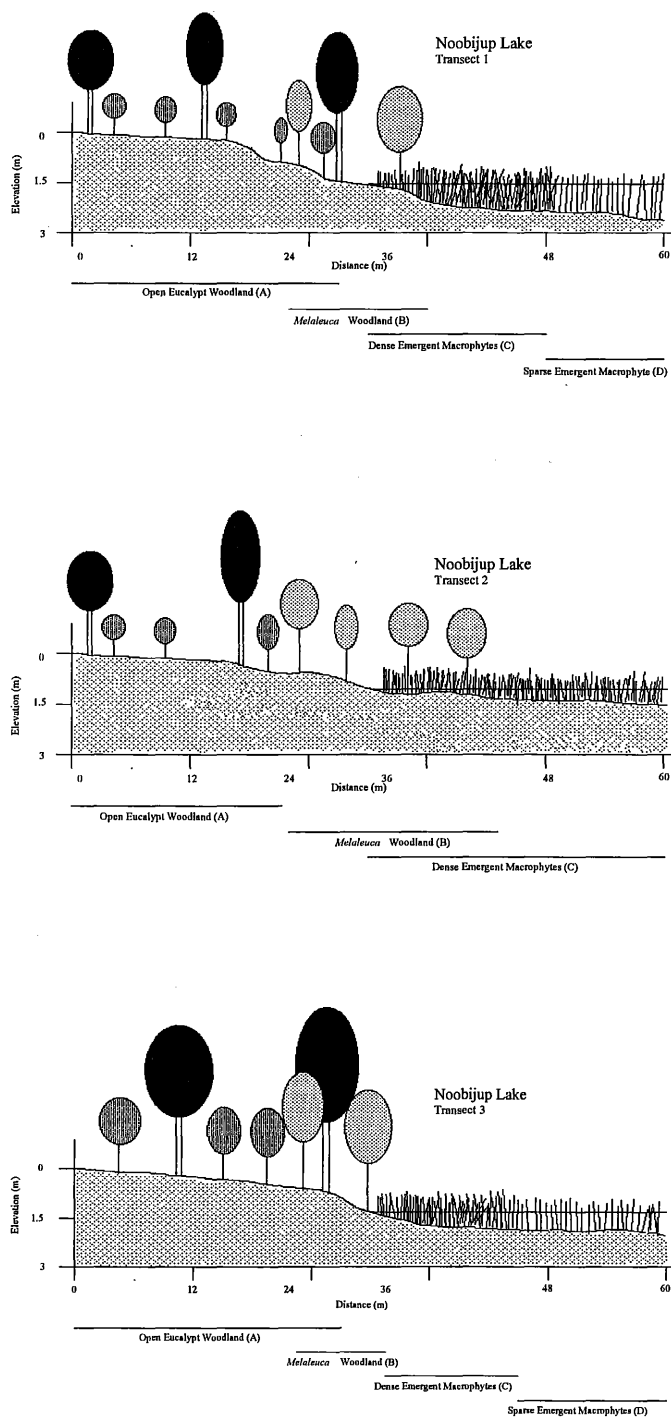 Noobijup Lake
Transect 1
Elevation (m)
0
1.5
3
0 12 24 36 48 60
Distance (m)
Open Eucalypt Woodland (A)
Melaleuca Woodland (B)
Dense Emergent Macrophytes (C)
Sparse Emergent Macrophyte (D)
Noobijup Lake
Transect 2
Elevation (m)
0
1.5
3
0 12 24 36 48 60
Distance (m)
Open Eucalypt Woodland (A)
Melaleuca Woodland (B)
Dense Emergent Macrophytes (C)
Noobijup Lake
Transect 3
Elevation (m)
0
1.5
3
0 12 24 36 48 60
Distance (m)
Open Eucalypt Woodland (A)
Melaleuca Woodland (B)
Dense Emergent Macrophytes (C)
Sparse Emergent Macrophytes (D)